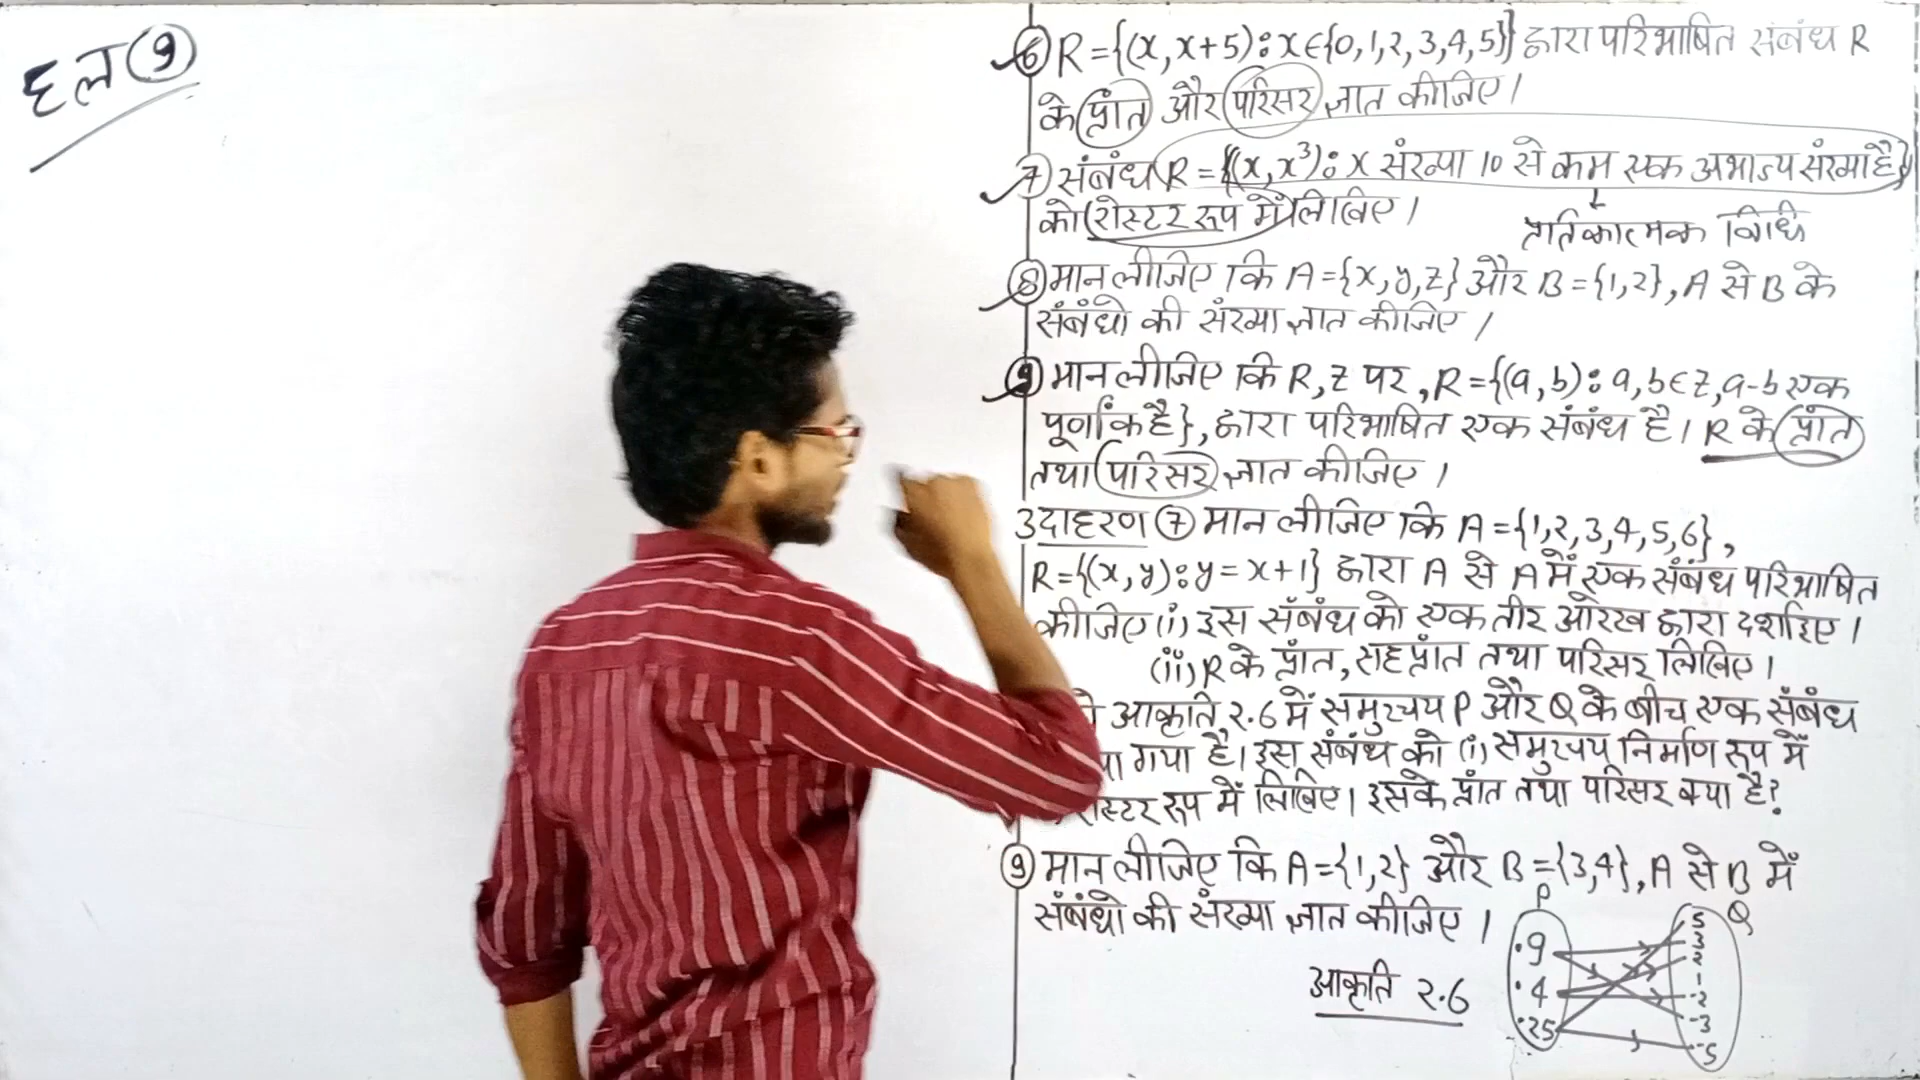 हल ⑨
⑥ R = {(x, x+5) : x ∈ {0,1,2,3,4,5}} द्वारा परिभाषित संबंध R
के प्रांत और परिसर ज्ञात कीजिए।
⑦ संबंध R = {(x, x³) : x संख्या 10 से कम एक अभाज्य संख्या है}
को रोस्टर रूप में लिखिए।
प्रतिकात्मक विधि
⑧ मान लीजिए कि A = {x, y, z} और B = {1,2}, A से B के
संबंधों की संख्या ज्ञात कीजिए।
⑨ मान लीजिए कि R, Z पर, R = {(a, b) : a, b ∈ Z, a-b एक
पूर्णांक है}, द्वारा परिभाषित एक संबंध है। R के प्रांत
तथा परिसर ज्ञात कीजिए।
उदाहरण ⑦ मान लीजिए कि A = {1,2,3,4,5,6},
R = {(x, y) : y = x+1} द्वारा A से A में एक संबंध परिभाषित
कीजिए (i) इस संबंध को एक तीर आरेख द्वारा दर्शाइए।
(ii) R के प्रांत, सहप्रांत तथा परिसर लिखिए।
आकृति 2.6 में समुच्चय P और Q के बीच एक संबंध
गया है। इस संबंध को (i) समुच्चय निर्माण रूप में
रोस्टर रूप में लिखिए। इसके प्रांत तथा परिसर क्या है?
⑨ मान लीजिए कि A = {1,2} और B = {3,4}, A से B में
संबंधों की संख्या ज्ञात कीजिए।
आकृति 2.6
P
.9
.4
.25
Q
5
3
2
1
-2
-3
-5